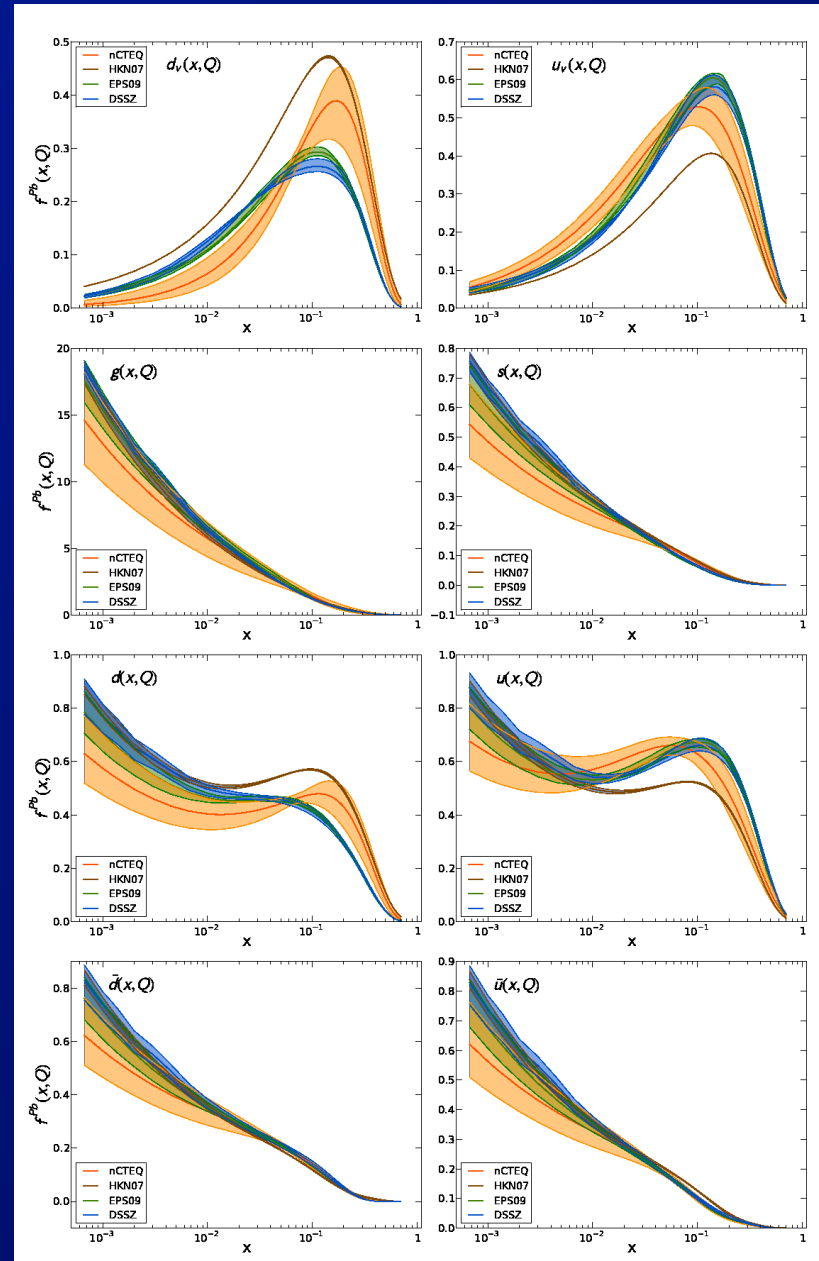 nCTEQ
HKN07
EPS09
DSSZ
d_v(x,Q)
0.5
0.4
0.3
0.2
0.1
0.0
f^Pb(x,Q)
10^-3
10^-2
10^-1
1
x
nCTEQ
HKN07
EPS09
DSSZ
u_v(x,Q)
0.7
0.6
0.5
0.4
0.3
0.2
0.1
0.0
10^-3
10^-2
10^-1
1
x
g(x,Q)
20
15
10
5
0
f^Pb(x,Q)
nCTEQ
HKN07
EPS09
DSSZ
10^-3
10^-2
10^-1
1
x
s(x,Q)
0.8
0.7
0.6
0.5
0.4
0.3
0.2
0.1
0.0
−0.1
nCTEQ
HKN07
EPS09
DSSZ
10^-3
10^-2
10^-1
1
x
d(x,Q)
1.0
0.8
0.6
0.4
0.2
0.0
f^Pb(x,Q)
nCTEQ
HKN07
EPS09
DSSZ
10^-3
10^-2
10^-1
1
x
u(x,Q)
1.0
0.8
0.6
0.4
0.2
0.0
nCTEQ
HKN07
EPS09
DSSZ
10^-3
10^-2
10^-1
1
x
d̄(x,Q)
0.8
0.6
0.4
0.2
0.0
f^Pb(x,Q)
nCTEQ
HKN07
EPS09
DSSZ
10^-3
10^-2
10^-1
1
x
ū(x,Q)
0.9
0.8
0.7
0.6
0.5
0.4
0.3
0.2
0.1
0.0
nCTEQ
HKN07
EPS09
DSSZ
10^-3
10^-2
10^-1
1
x